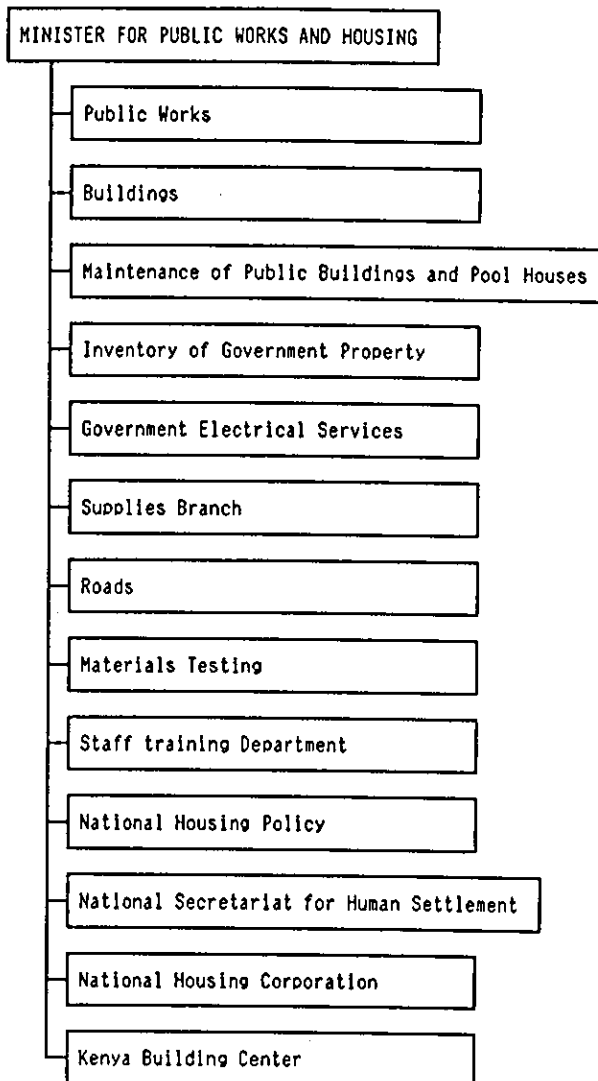 MINISTER FOR PUBLIC WORKS AND HOUSING
Public Works
Buildings
Maintenance of Public Buildings and Pool Houses
Inventory of Government Property
Government Electrical Services
Supplies Branch
Roads
Materials Testing
Staff training Department
National Housing Policy
National Secretariat for Human Settlement
National Housing Corporation
Kenya Building Center